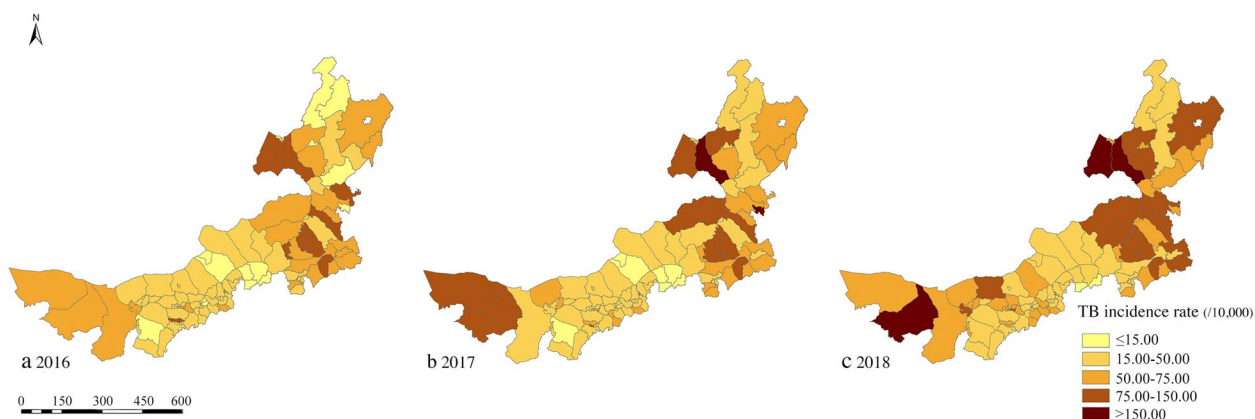 N
a 2016
b 2017
c 2018
TB incidence rate (/10,000)
≤15.00
15.00-50.00
50.00-75.00
75.00-150.00
>150.00
0 150 300 450 600